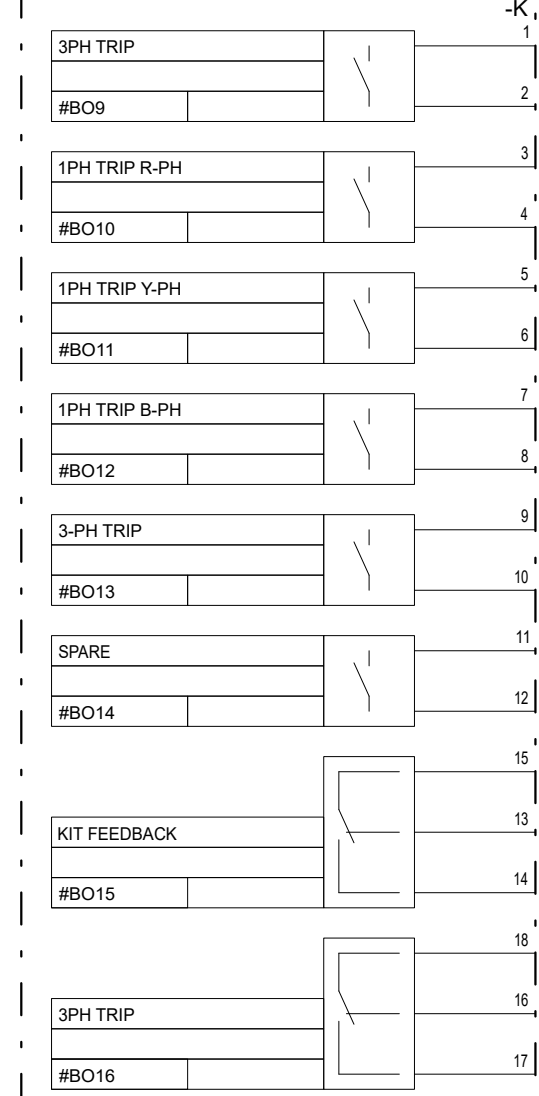 -K
3PH TRIP
1
#BO9
2
1PH TRIP R-PH
3
#BO10
4
1PH TRIP Y-PH
5
#BO11
6
1PH TRIP B-PH
7
#BO12
8
3-PH TRIP
9
#BO13
10
SPARE
11
#BO14
12
15
KIT FEEDBACK
13
#BO15
14
18
3PH TRIP
16
#BO16
17